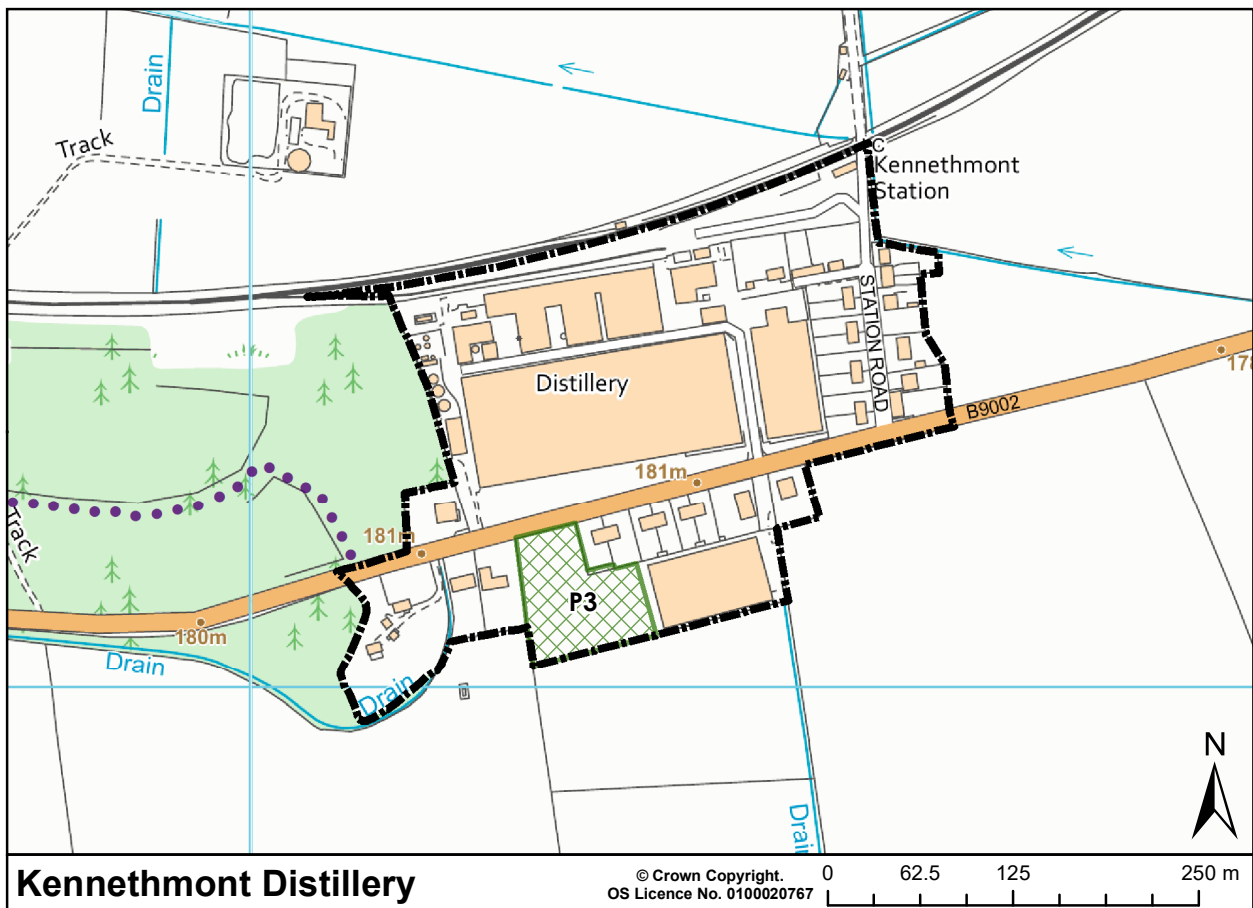 Drain
Track
C
Kennethmont
Station
STATION ROAD
Distillery
B9002
178
181m
181m
P3
Track
180m
Drain
Drain
Drain
N
Kennethmont Distillery
© Crown Copyright.
OS Licence No. 0100020767
0 62.5 125 250 m